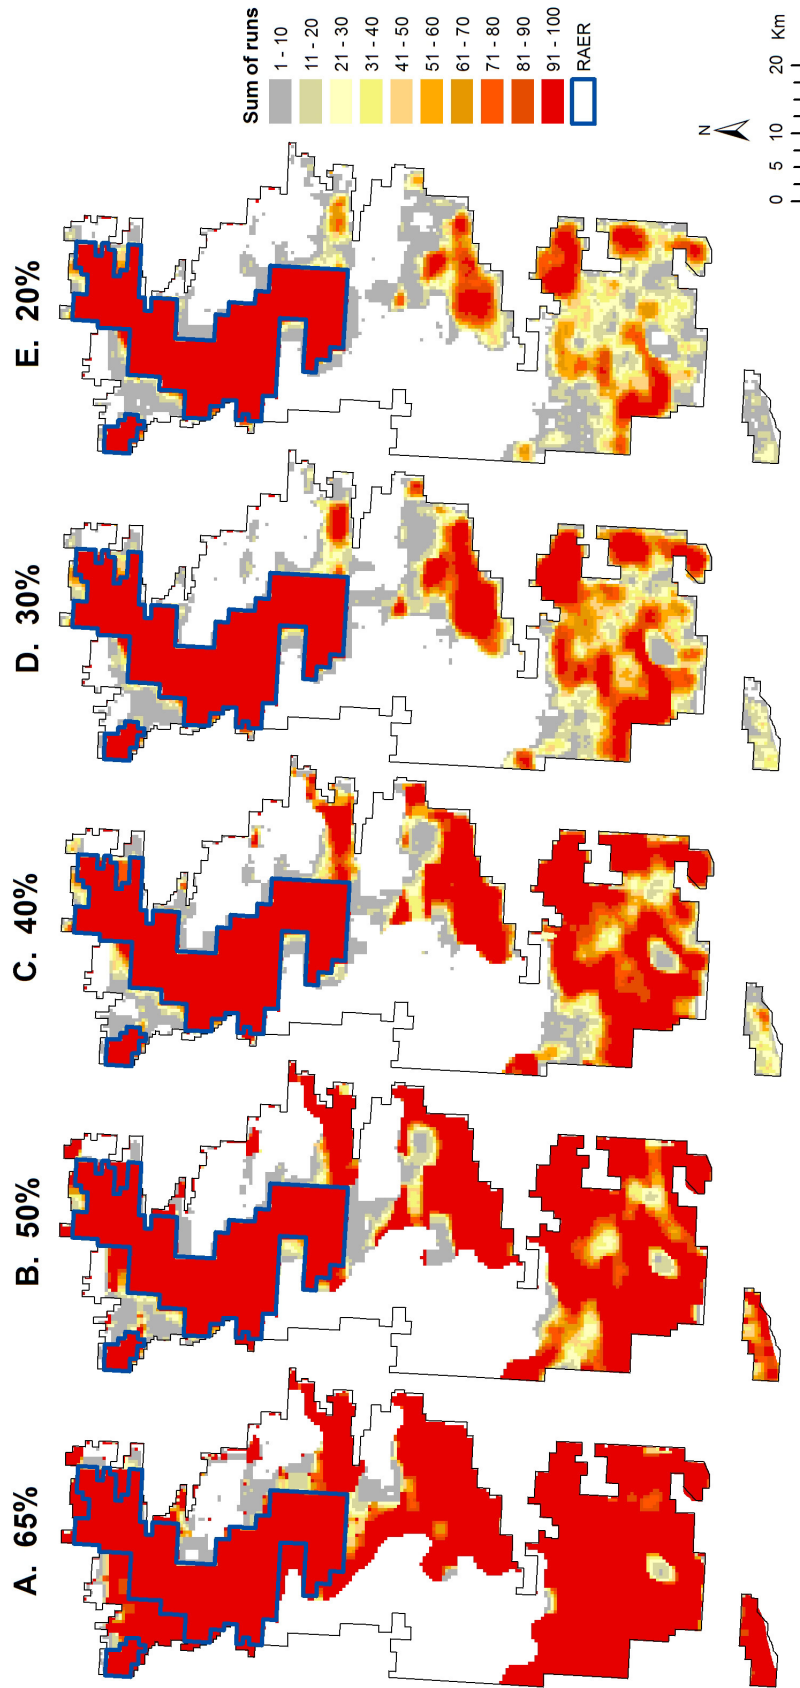 A. 65%
B. 50%
C. 40%
D. 30%
E. 20%
Sum of runs
1 - 10
11 - 20
21 - 30
31 - 40
41 - 50
51 - 60
61 - 70
71 - 80
81 - 90
91 - 100
RAER
N
0 5 10 20 Km